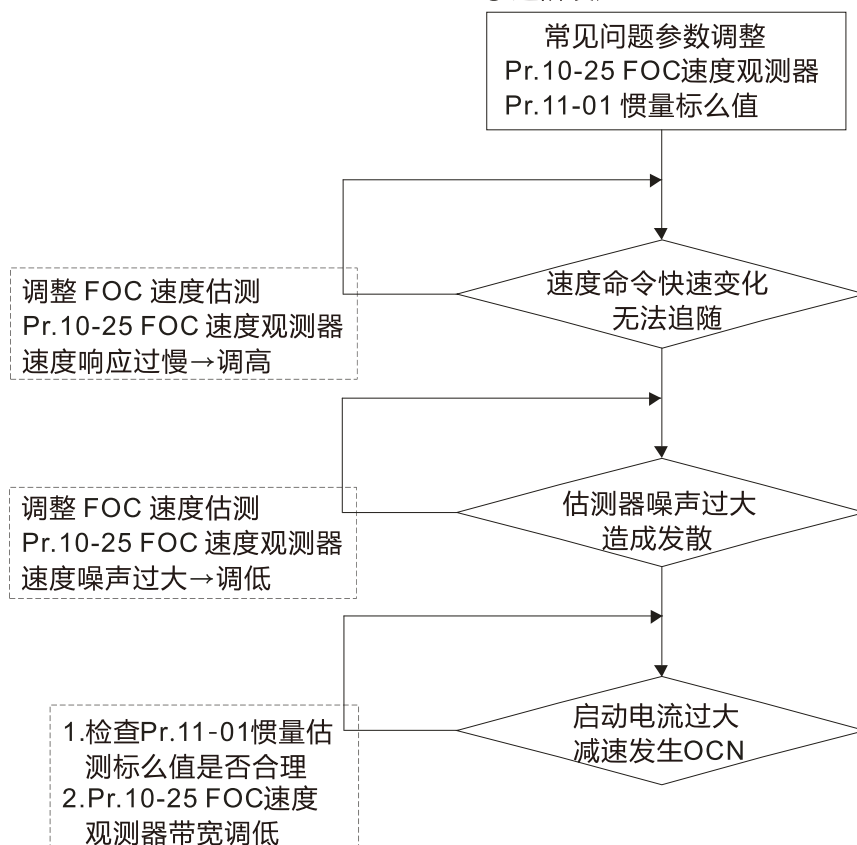 常见问题参数调整
Pr.10-25 FOC速度观测器
Pr.11-01 惯量标么值
速度命令快速变化
无法追随
调整 FOC 速度估测
Pr.10-25 FOC 速度观测器
速度响应过慢→调高
估测器噪声过大
造成发散
调整 FOC 速度估测
Pr.10-25 FOC 速度观测器
速度噪声过大→调低
启动电流过大
减速发生OCN
1.检查Pr.11-01惯量估
测标么值是否合理
2.Pr.10-25 FOC速度
观测器带宽调低